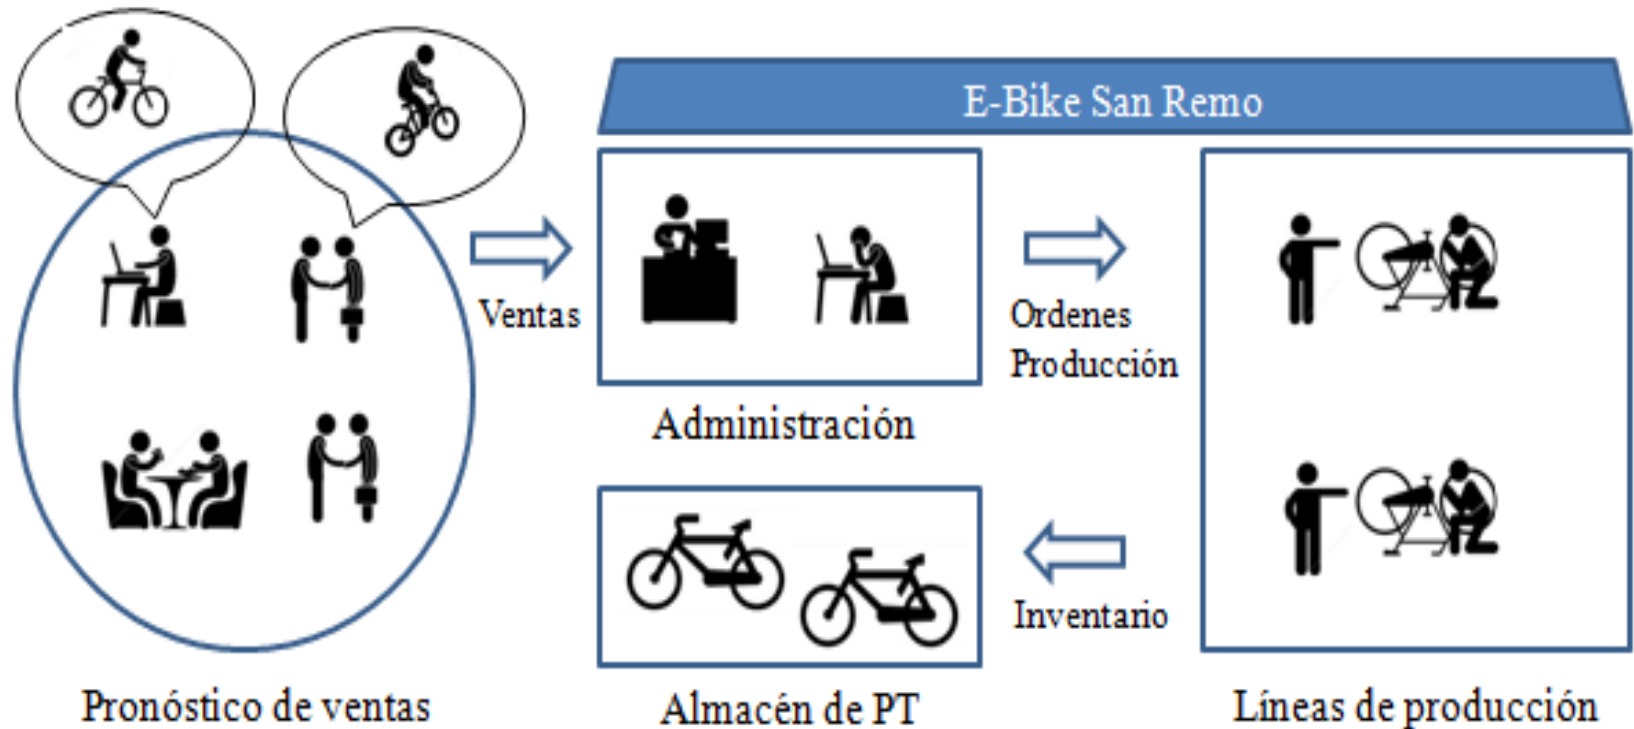 E-Bike San Remo
Ventas
Ordenes
Producción
Administración
Inventario
Pronóstico de ventas
Almacén de PT
Líneas de producción